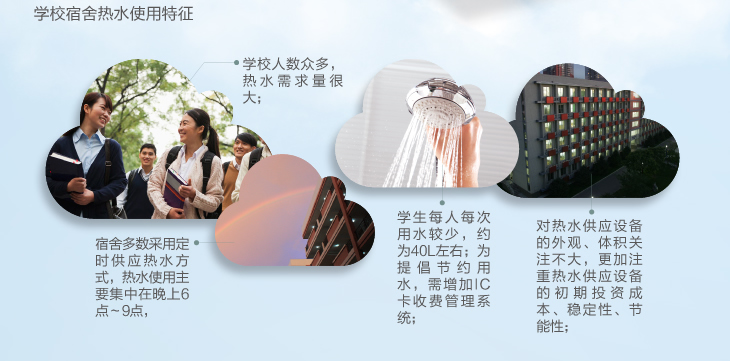 学校宿舍热水使用特征
学校人数众多，
热水需求量很
大；
宿舍多数采用定
时供应热水方
式，热水使用主
要集中在晚上6
点~9点，
学生每人每次
用水较少，约
为40L左右；为
提倡节约用
水，需增加IC
卡收费管理系
统；
对热水供应设备
的外观、体积关
注不大，更加注
重热水供应设备
的初期投资成
本、稳定性、节
能性；